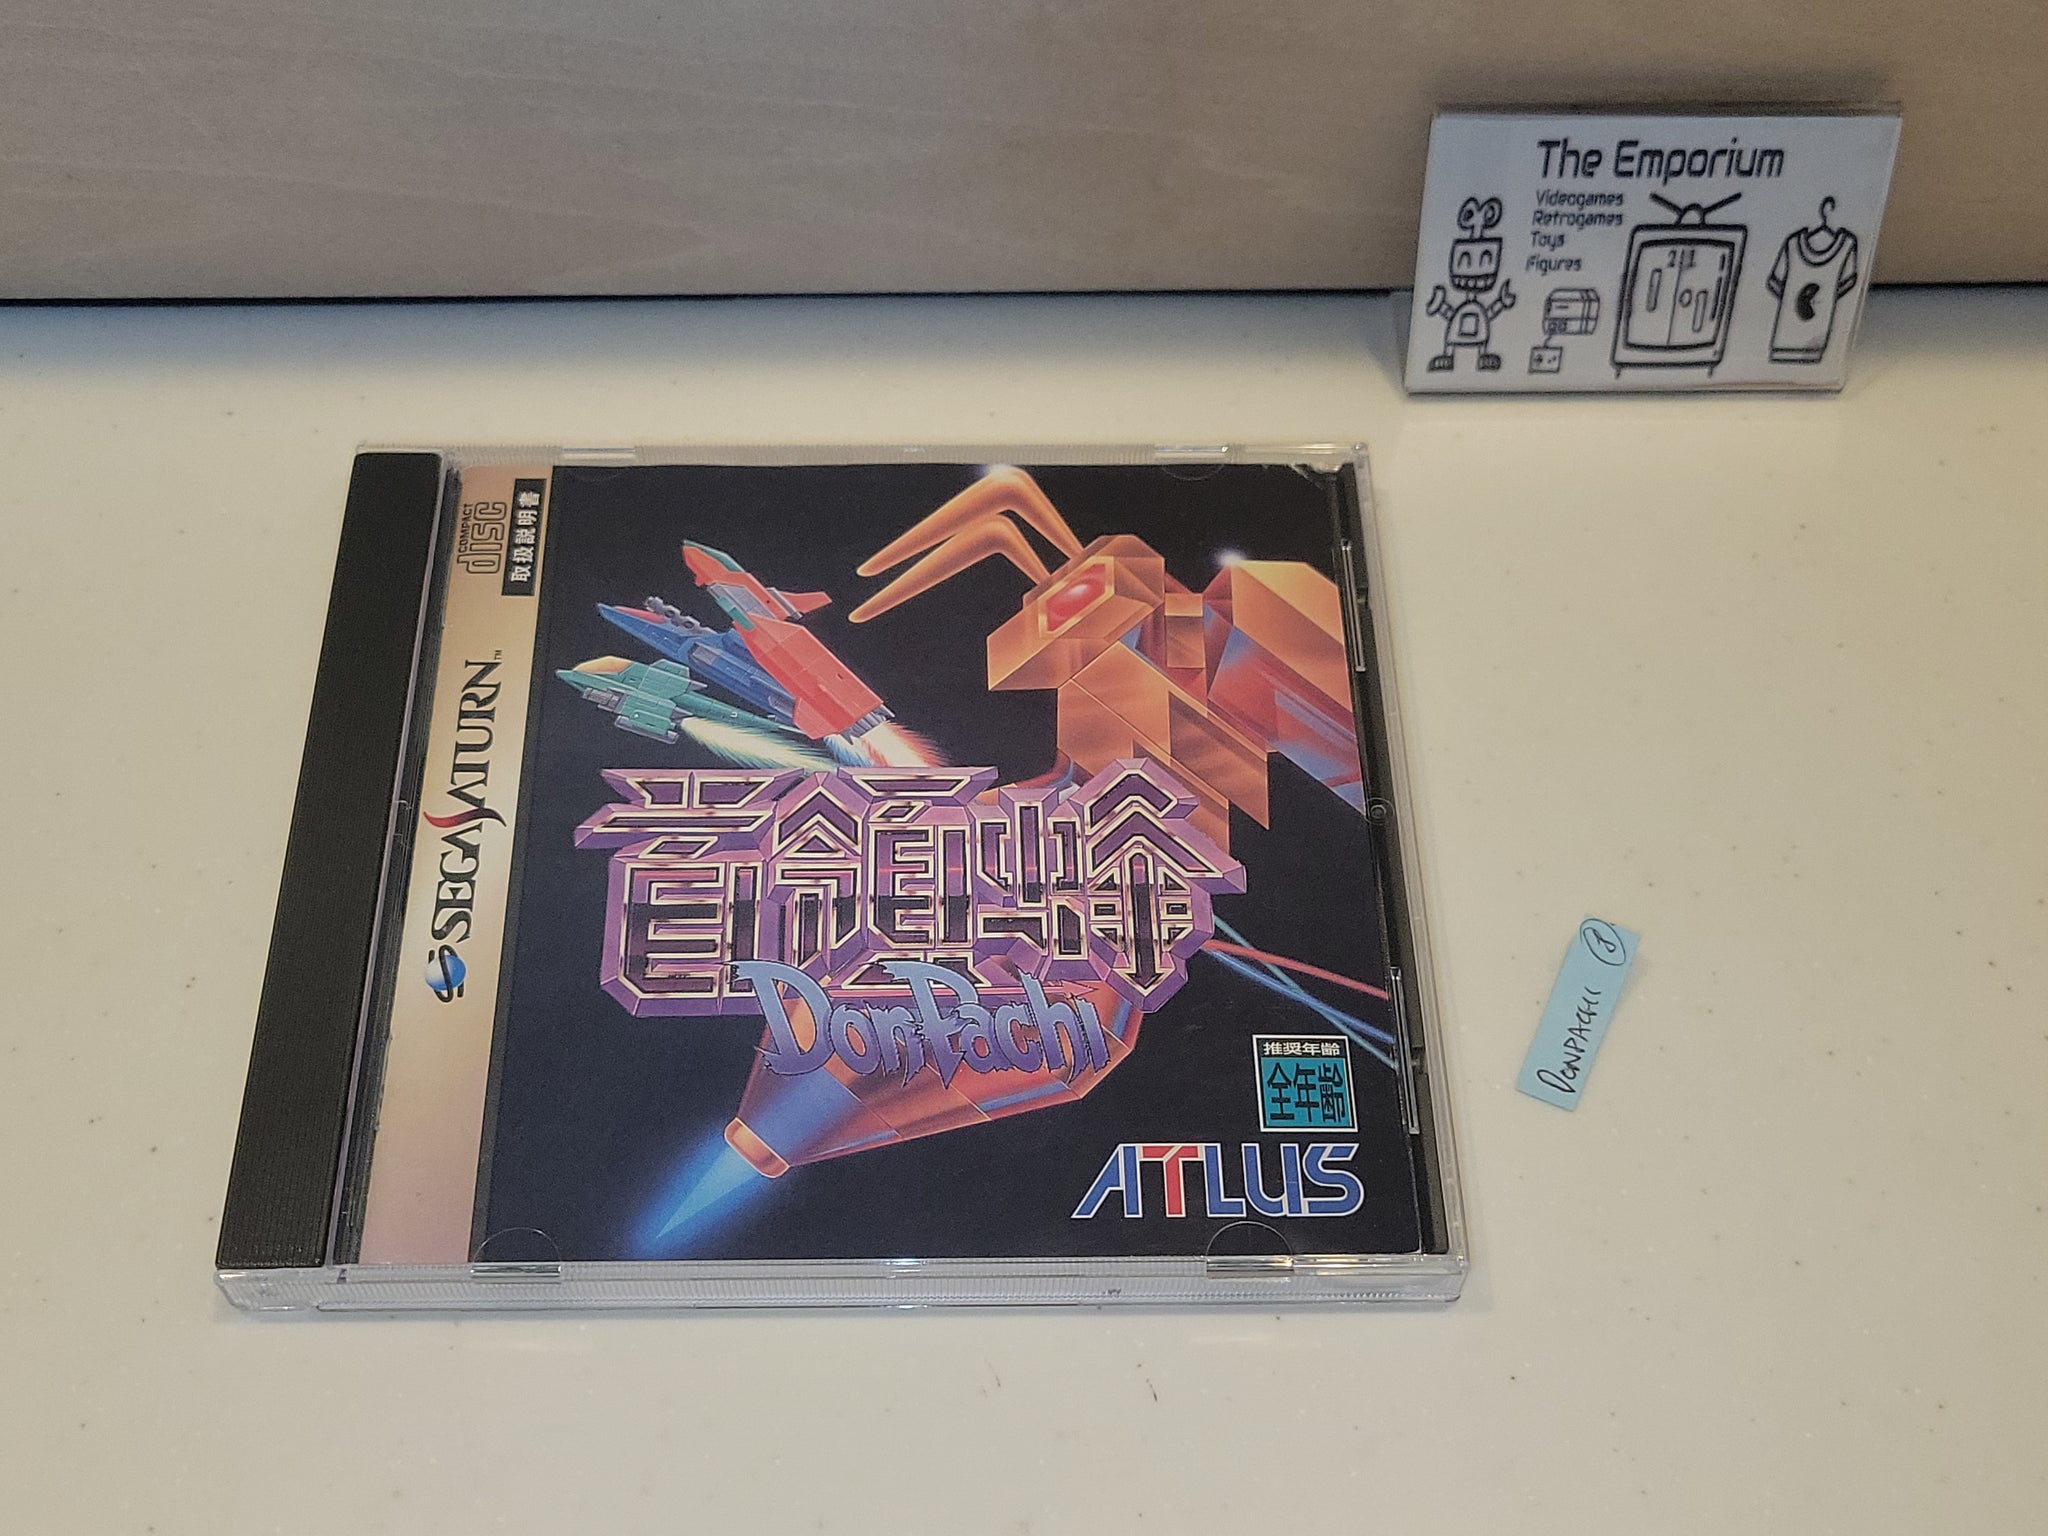 The Emporium
Videogames
Retrogames
Toys
Figures
COMPACT
disc
取扱説明書
SEGA SATURN™
首領蜂
DonPachi
推奨年齢
全年齢
ATLUS
DONPACHI